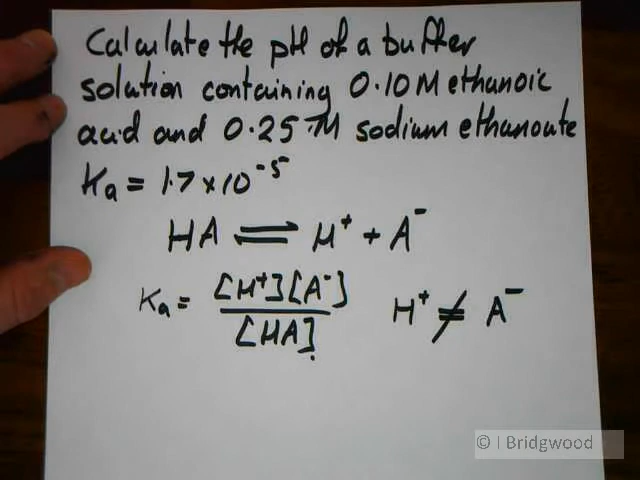 Calculate the pH of a buffer
solution containing 0.10M ethanoic
acid and 0.25M sodium ethanoate
Ka = 1.7 x 10⁻⁵
HA ⇌ H⁺ + A⁻
Ka = [H⁺][A⁻] / [HA] H⁺ ≠ A⁻
© I Bridgwood